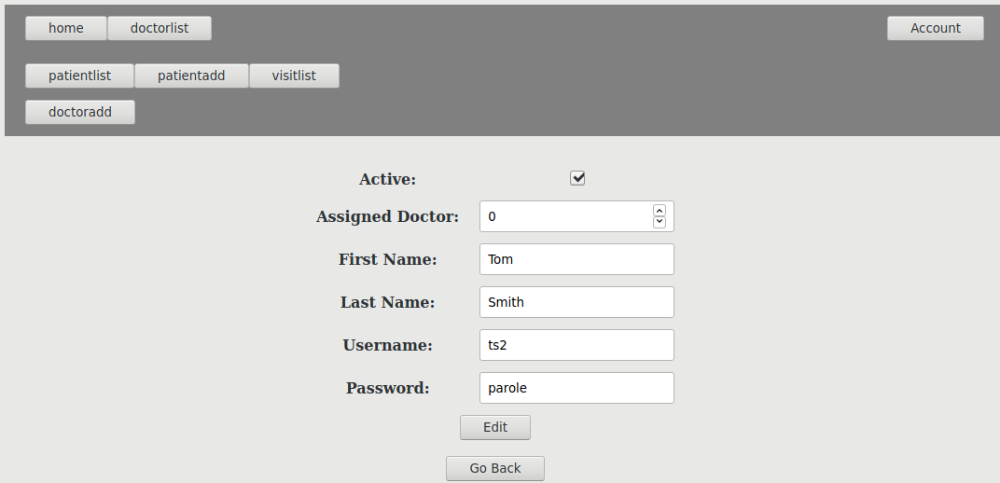 home doctorlist Account
patientlist patientadd visitlist
doctoradd
Active:
Assigned Doctor: 0
First Name: Tom
Last Name: Smith
Username: ts2
Password: parole
Edit
Go Back